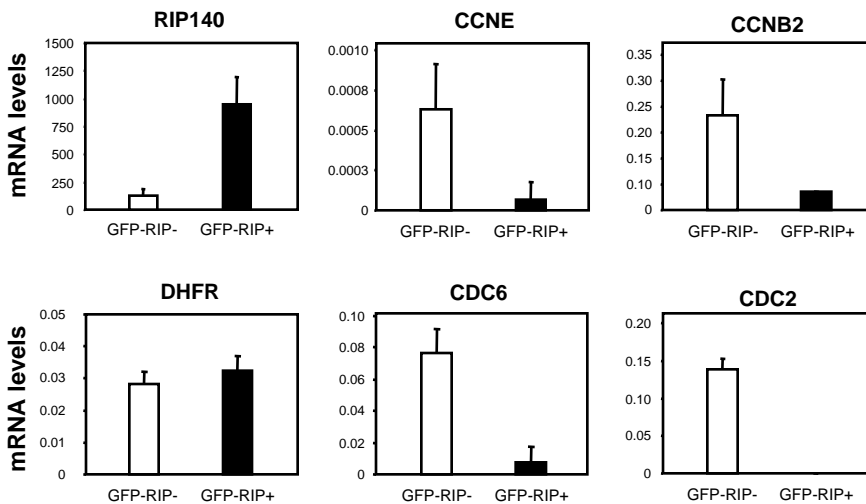 RIP140
mRNA levels
1500
1250
1000
750
500
250
0
GFP-RIP- GFP-RIP+
CCNE
0.0010
0.0008
0.0005
0.0003
0.0000
GFP-RIP- GFP-RIP+
CCNB2
0.35
0.30
0.25
0.20
0.15
0.10
0
GFP-RIP- GFP-RIP+
DHFR
mRNA levels
0.05
0.04
0.03
0.02
0.01
0
GFP-RIP- GFP-RIP+
CDC6
0.10
0.08
0.06
0.04
0.02
0
GFP-RIP- GFP-RIP+
CDC2
0.20
0.15
0.10
0.05
0
GFP-RIP- GFP-RIP+